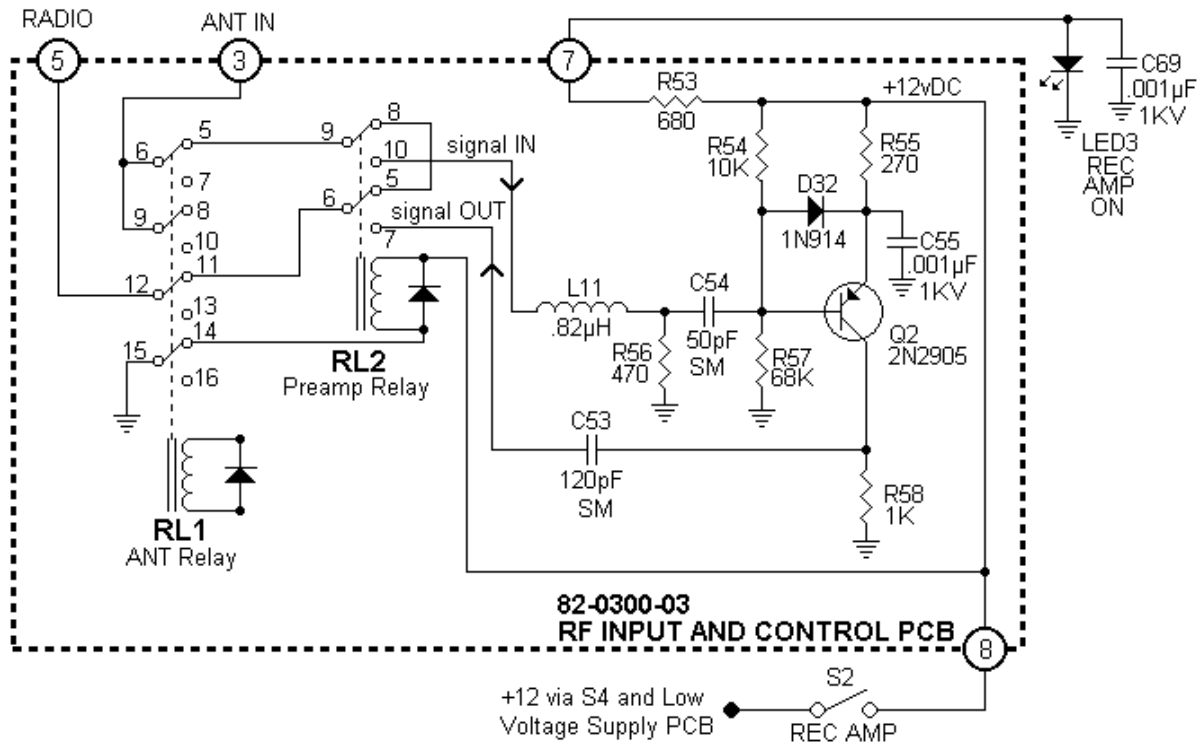 RADIO
ANT IN
5
3
7
R53
680
+12vDC
C69
.001µF
1KV
LED3
REC
AMP
ON
6
5
7
9
8
10
12
11
13
15
14
16
9
8
10
6
5
7
signal IN
signal OUT
R54
10K
R55
270
D32
1N914
C55
.001µF
1KV
L11
.82µH
C54
50pF
SM
R56
470
R57
68K
Q2
2N2905
RL2
Preamp Relay
C53
120pF
SM
R58
1K
RL1
ANT Relay
82-0300-03
RF INPUT AND CONTROL PCB
8
+12 via S4 and Low
Voltage Supply PCB
S2
REC AMP